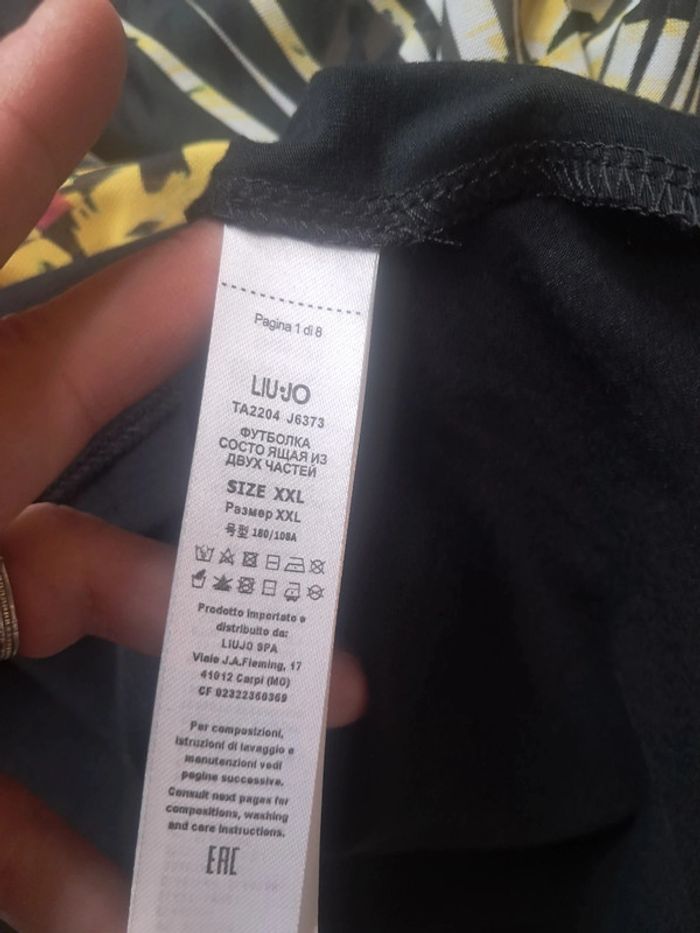 Pagina 1 di 8
LIU·JO
TA2204 J6373
ФУТБОЛКА
СОСТО ЯЩАЯ ИЗ
ДВУХ ЧАСТЕЙ
SIZE XXL
Размер XXL
号型 180/108A
Prodotto importato e
distribuito da:
LIUJO SPA
Viale J.A.Fleming, 17
41012 Carpi (MO)
CF 02322360369
Per composizioni,
istruzioni di lavaggio e
manutenzioni vedi
pagine successive.
Consult next pages for
compositions, washing
and care instructions.
EAC